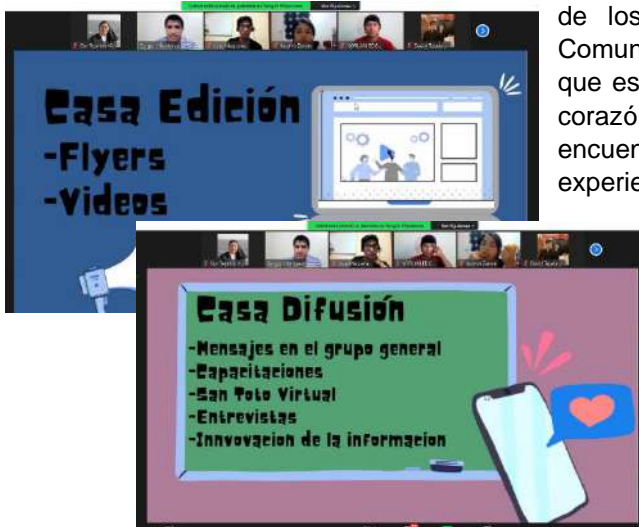 de los
Comun
que es
corazó
encuen
experie
Casa Edición
-Flyers
-Videos
Casa Difusión
-Mensajes en el grupo general
-Capacitaciones
-San Toto Virtual
-Entrevistas
-Innvovacion de la informacion